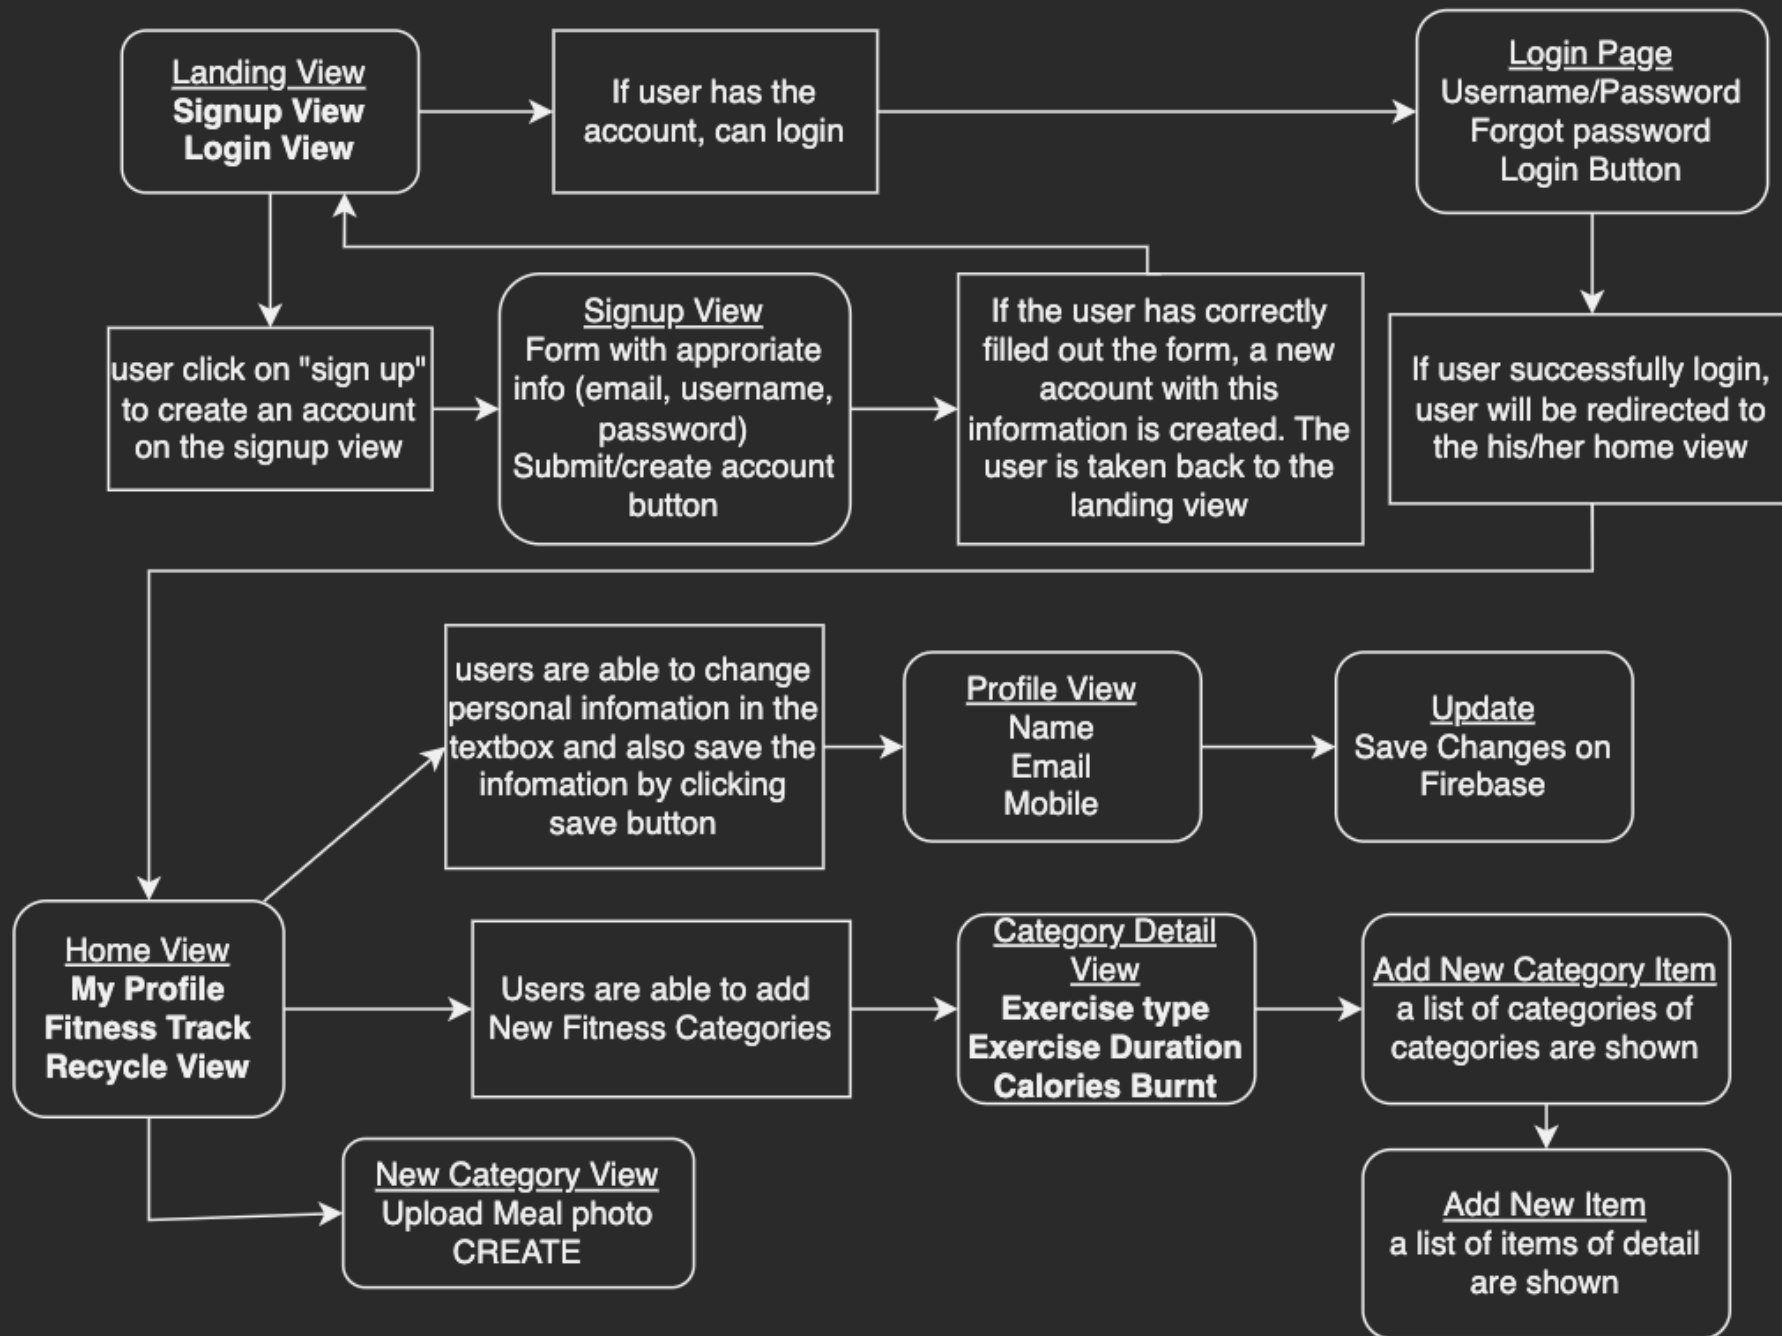 Landing View
Signup View
Login View
If user has the
account, can login
Login Page
Username/Password
Forgot password
Login Button
user click on "sign up"
to create an account
on the signup view
Signup View
Form with approriate
info (email, username,
password)
Submit/create account
button
If the user has correctly
filled out the form, a new
account with this
information is created. The
user is taken back to the
landing view
If user successfully login,
user will be redirected to
the his/her home view
users are able to change
personal infomation in the
textbox and also save the
infomation by clicking
save button
Profile View
Name
Email
Mobile
Update
Save Changes on
Firebase
Home View
My Profile
Fitness Track
Recycle View
Users are able to add
New Fitness Categories
Category Detail
View
Exercise type
Exercise Duration
Calories Burnt
Add New Category Item
a list of categories of
categories are shown
New Category View
Upload Meal photo
CREATE
Add New Item
a list of items of detail
are shown